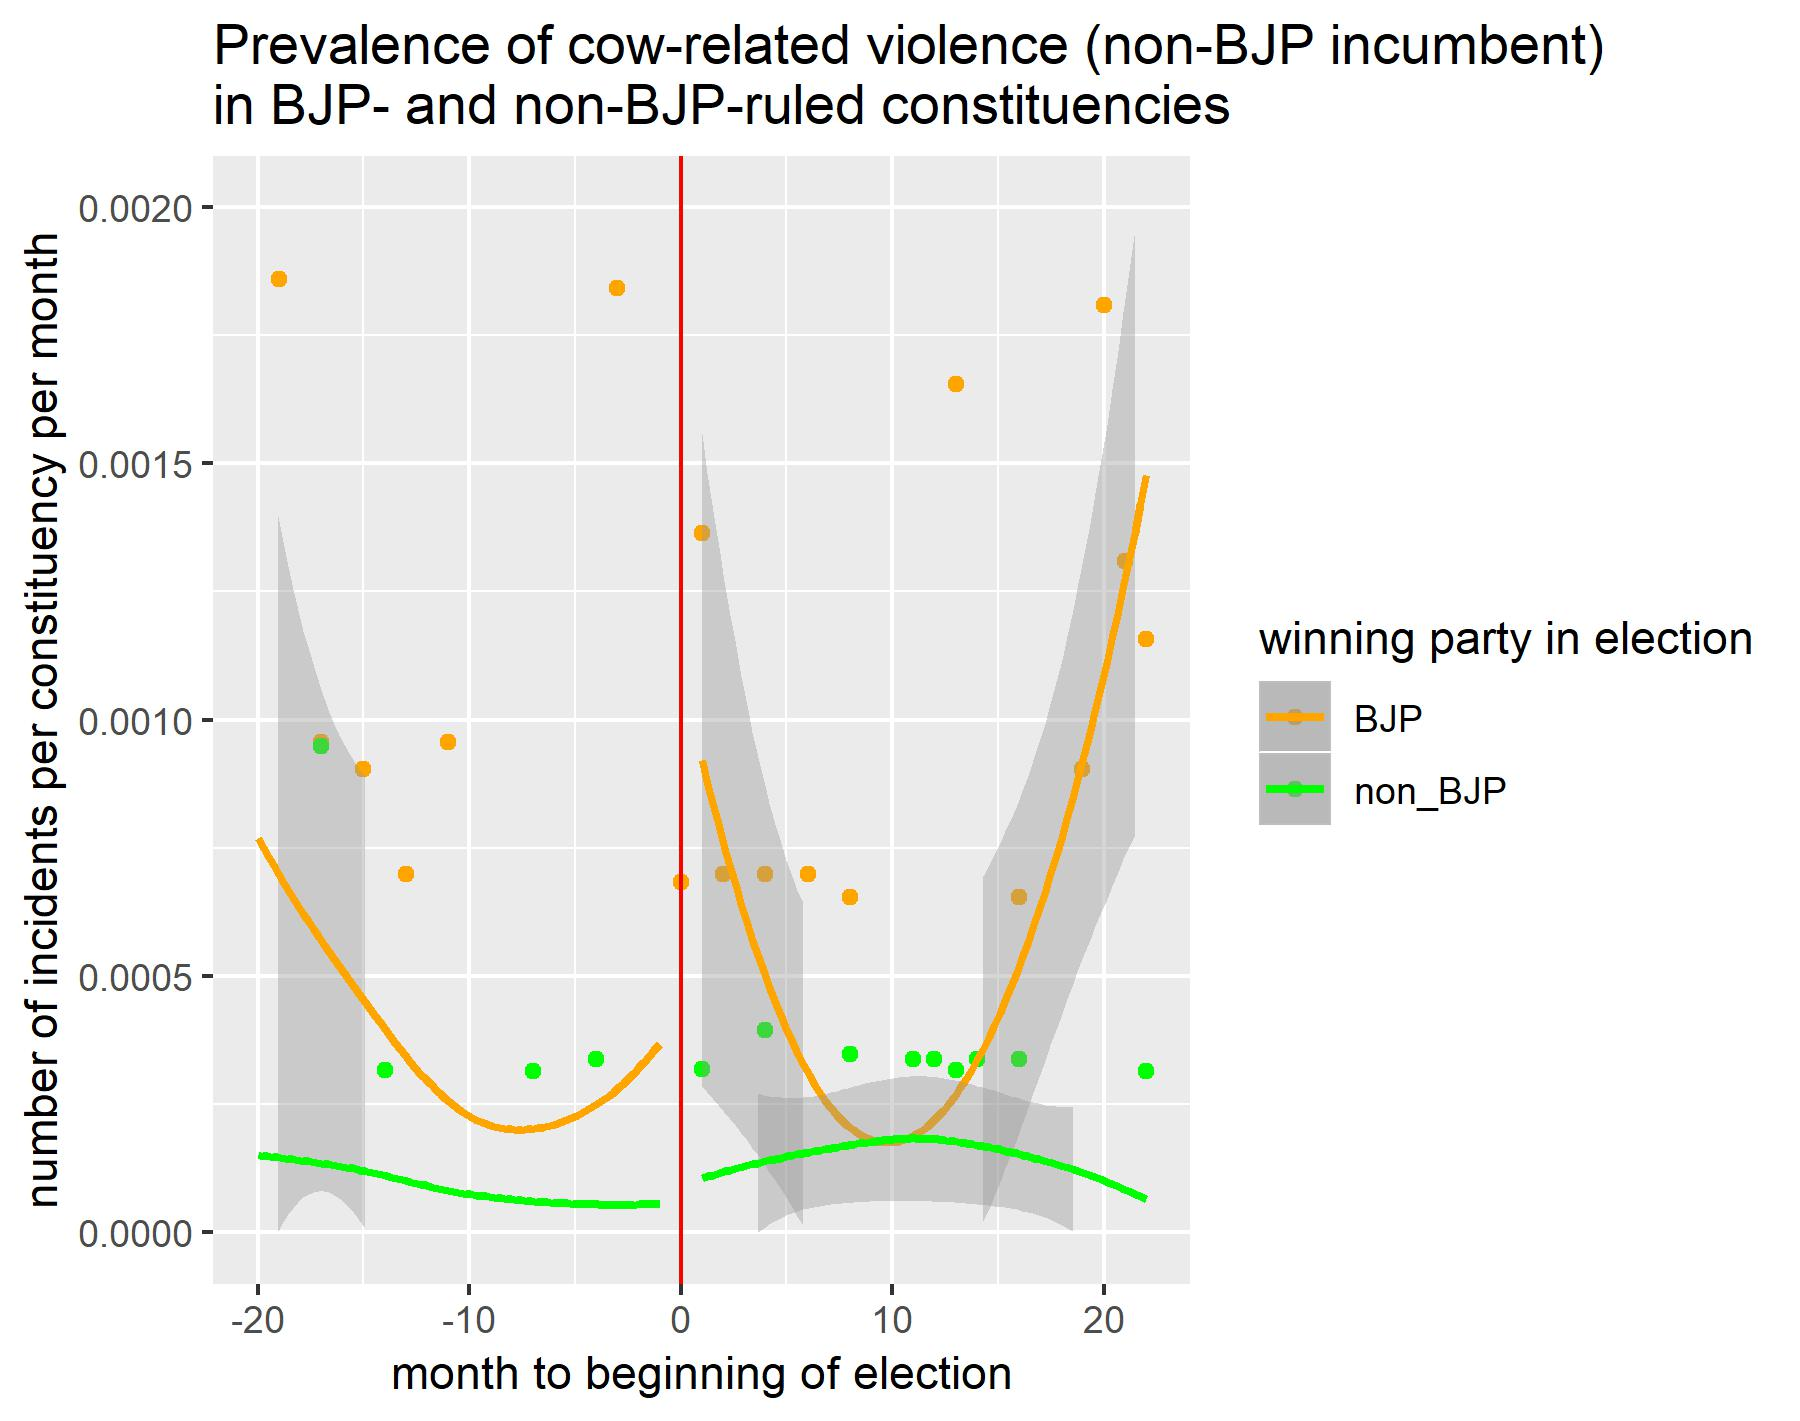 Prevalence of cow-related violence (non-BJP incumbent)
in BJP- and non-BJP-ruled constituencies
number of incidents per constituency per month
0.0020
0.0015
0.0010
0.0005
0.0000
-20 -10 0 10 20
month to beginning of election
winning party in election
BJP
non_BJP